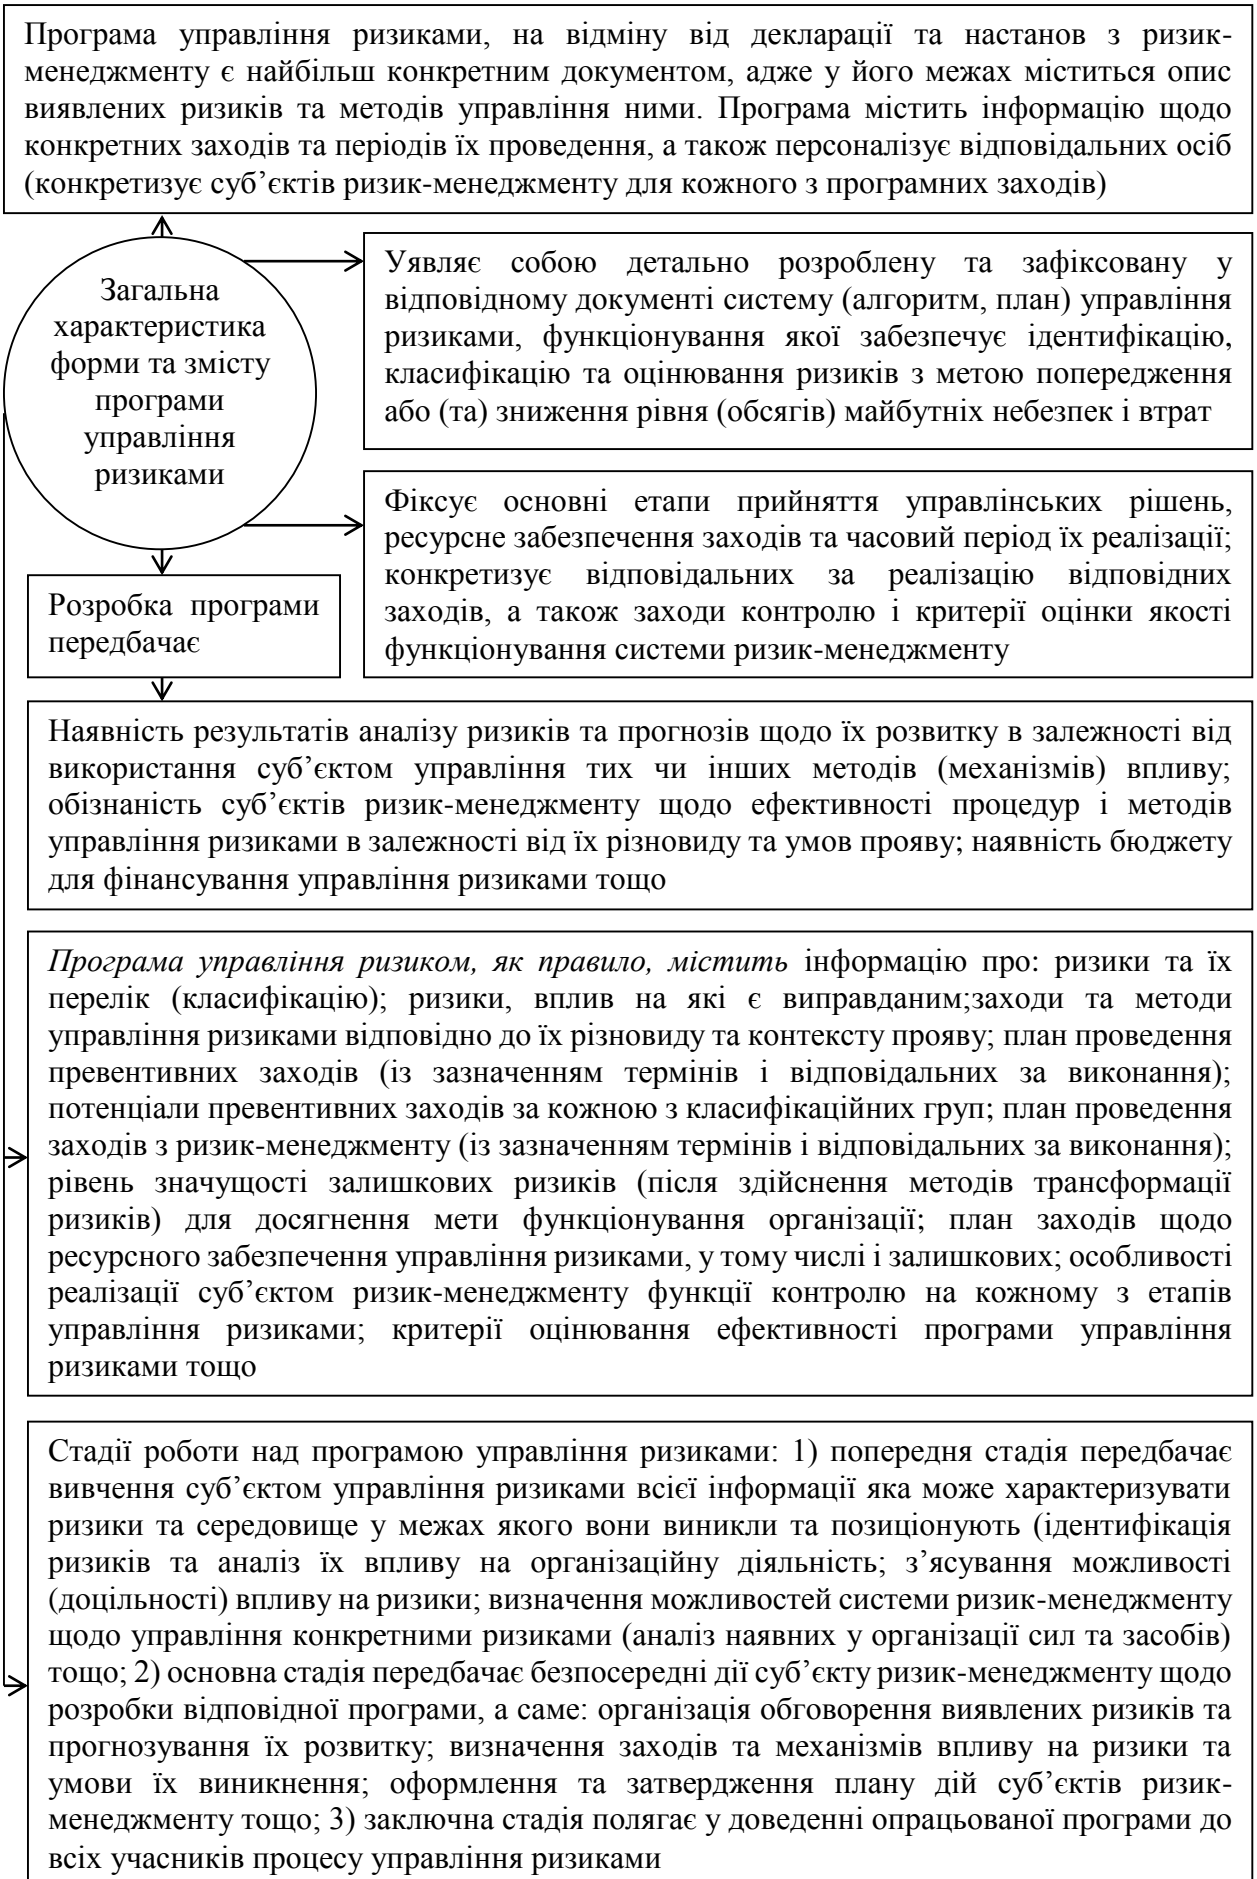 Програма управління ризиками, на відміну від декларації та настанов з ризик-
менеджменту є найбільш конкретним документом, адже у його межах міститься опис
виявлених ризиків та методів управління ними. Програма містить інформацію щодо
конкретних заходів та періодів їх проведення, а також персоналізує відповідальних осіб
(конкретизує суб’єктів ризик-менеджменту для кожного з програмних заходів)
Загальна
характеристика
форми та змісту
програми
управління
ризиками
Уявляє собою детально розроблену та зафіксовану у
відповідному документі систему (алгоритм, план) управління
ризиками, функціонування якої забезпечує ідентифікацію,
класифікацію та оцінювання ризиків з метою попередження
або (та) зниження рівня (обсягів) майбутніх небезпек і втрат
Фіксує основні етапи прийняття управлінських рішень,
ресурсне забезпечення заходів та часовий період їх реалізації;
конкретизує відповідальних за реалізацію відповідних
заходів, а також заходи контролю і критерії оцінки якості
функціонування системи ризик-менеджменту
Розробка програми
передбачає
Наявність результатів аналізу ризиків та прогнозів щодо їх розвитку в залежності від
використання суб’єктом управління тих чи інших методів (механізмів) впливу;
обізнаність суб’єктів ризик-менеджменту щодо ефективності процедур і методів
управління ризиками в залежності від їх різновиду та умов прояву; наявність бюджету
для фінансування управління ризиками тощо
Програма управління ризиком, як правило, містить інформацію про: ризики та їх
перелік (класифікацію); ризики, вплив на які є виправданим;заходи та методи
управління ризиками відповідно до їх різновиду та контексту прояву; план проведення
превентивних заходів (із зазначенням термінів і відповідальних за виконання);
потенціали превентивних заходів за кожною з класифікаційних груп; план проведення
заходів з ризик-менеджменту (із зазначенням термінів і відповідальних за виконання);
рівень значущості залишкових ризиків (після здійснення методів трансформації
ризиків) для досягнення мети функціонування організації; план заходів щодо
ресурсного забезпечення управління ризиками, у тому числі і залишкових; особливості
реалізації суб’єктом ризик-менеджменту функції контролю на кожному з етапів
управління ризиками; критерії оцінювання ефективності програми управління
ризиками тощо
Стадії роботи над програмою управління ризиками: 1) попередня стадія передбачає
вивчення суб’єктом управління ризиками всієї інформації яка може характеризувати
ризики та середовище у межах якого вони виникли та позиціонують (ідентифікація
ризиків та аналіз їх впливу на організаційну діяльність; з’ясування можливості
(доцільності) впливу на ризики; визначення можливостей системи ризик-менеджменту
щодо управління конкретними ризиками (аналіз наявних у організації сил та засобів)
тощо; 2) основна стадія передбачає безпосередні дії суб’єкту ризик-менеджменту щодо
розробки відповідної програми, а саме: організація обговорення виявлених ризиків та
прогнозування їх розвитку; визначення заходів та механізмів впливу на ризики та
умови їх виникнення; оформлення та затвердження плану дій суб’єктів ризик-
менеджменту тощо; 3) заключна стадія полягає у доведенні опрацьованої програми до
всіх учасників процесу управління ризиками